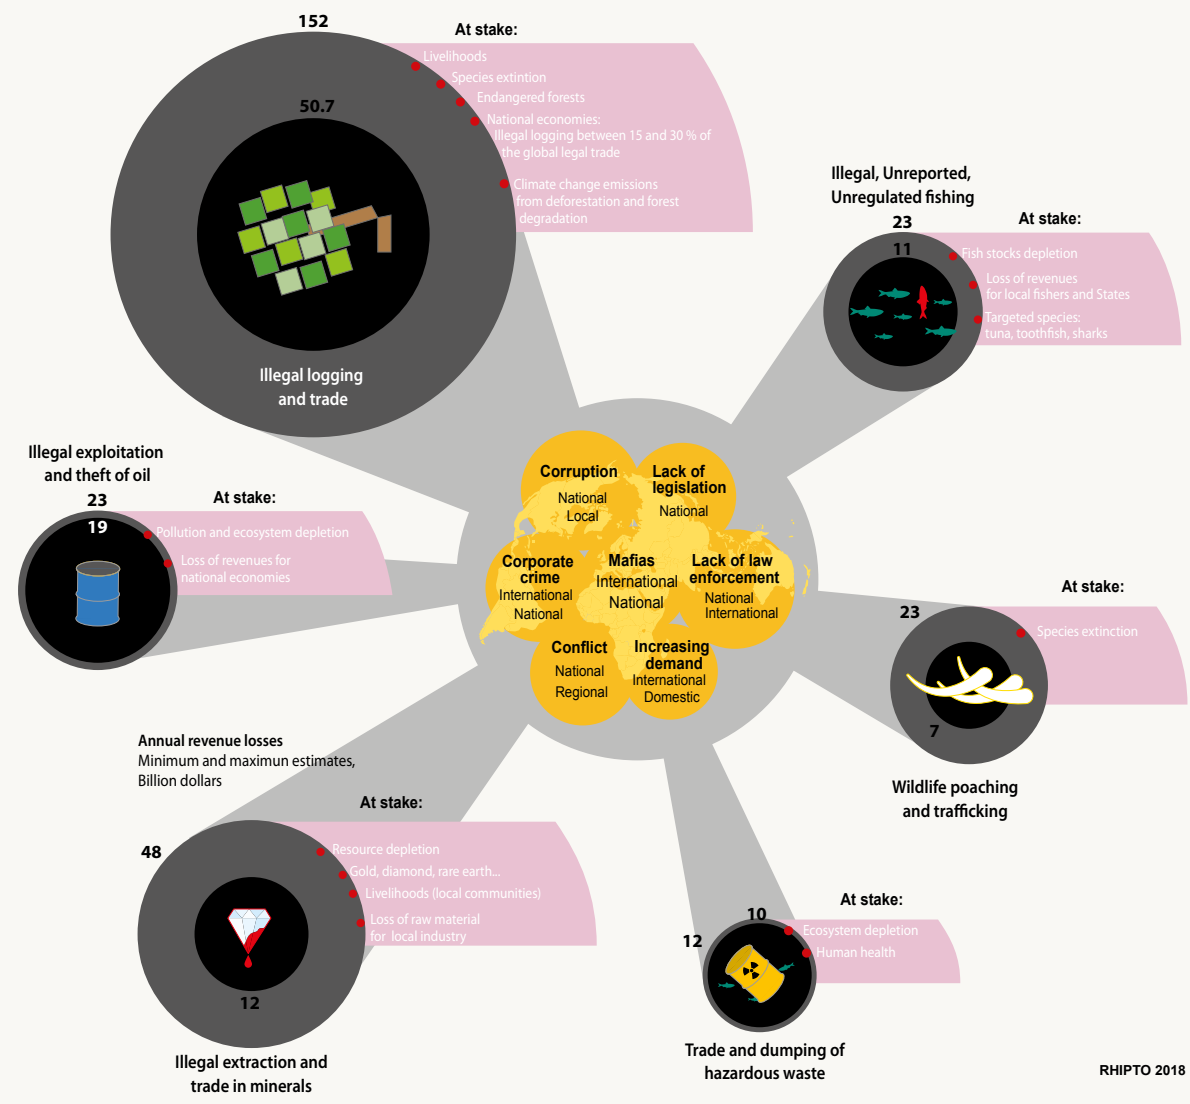 152
At stake:
Livelihoods
Species extintion
Endangered forests
National economies:
Illegal logging between 15 and 30 % of
the global legal trade
Climate change emissions
from deforestation and forest
degradation
50.7
Illegal logging
and trade
Illegal, Unreported,
Unregulated fishing
23
11
At stake:
Fish stocks depletion
Loss of revenues
for local fishers and States
Targeted species:
tuna, toothfish, sharks
Illegal exploitation
and theft of oil
23
19
At stake:
Pollution and ecosystem depletion
Loss of revenues for
national economies
Corruption
National
Local
Lack of
legislation
National
Corporate
crime
International
National
Mafias
International
National
Lack of law
enforcement
National
International
Conflict
National
Regional
Increasing
demand
International
Domestic
At stake:
23
Species extinction
7
Wildlife poaching
and trafficking
Annual revenue losses
Minimum and maximun estimates,
Billion dollars
At stake:
48
Resource depletion
Gold, diamond, rare earth...
Livelihoods (local communities)
Loss of raw material
for local industry
12
Illegal extraction and
trade in minerals
At stake:
10
12
Ecosystem depletion
Human health
Trade and dumping of
hazardous waste
RHIPTO 2018